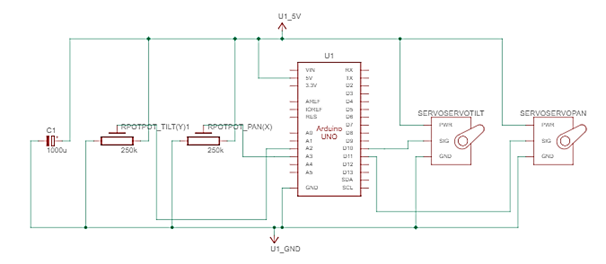 U1_5V
U1
VIN
5V
3.3V
AREF
IOREF
RES
A0
A1
A2
A3
A4
A5
GND
Arduino
UNO
RX
TX
D2
D3
D4
D5
D6
D7
D8
D9
D10
D11
D12
D13
SDA
SCL
C1
1000u
RPOTPOT_TILT(Y)1
250k
RPOTPOT_PAN(X)
250k
SERVOSERVOTILT
PWR
SIG
GND
SERVOSERVOPAN
PWR
SIG
GND
U1_GND